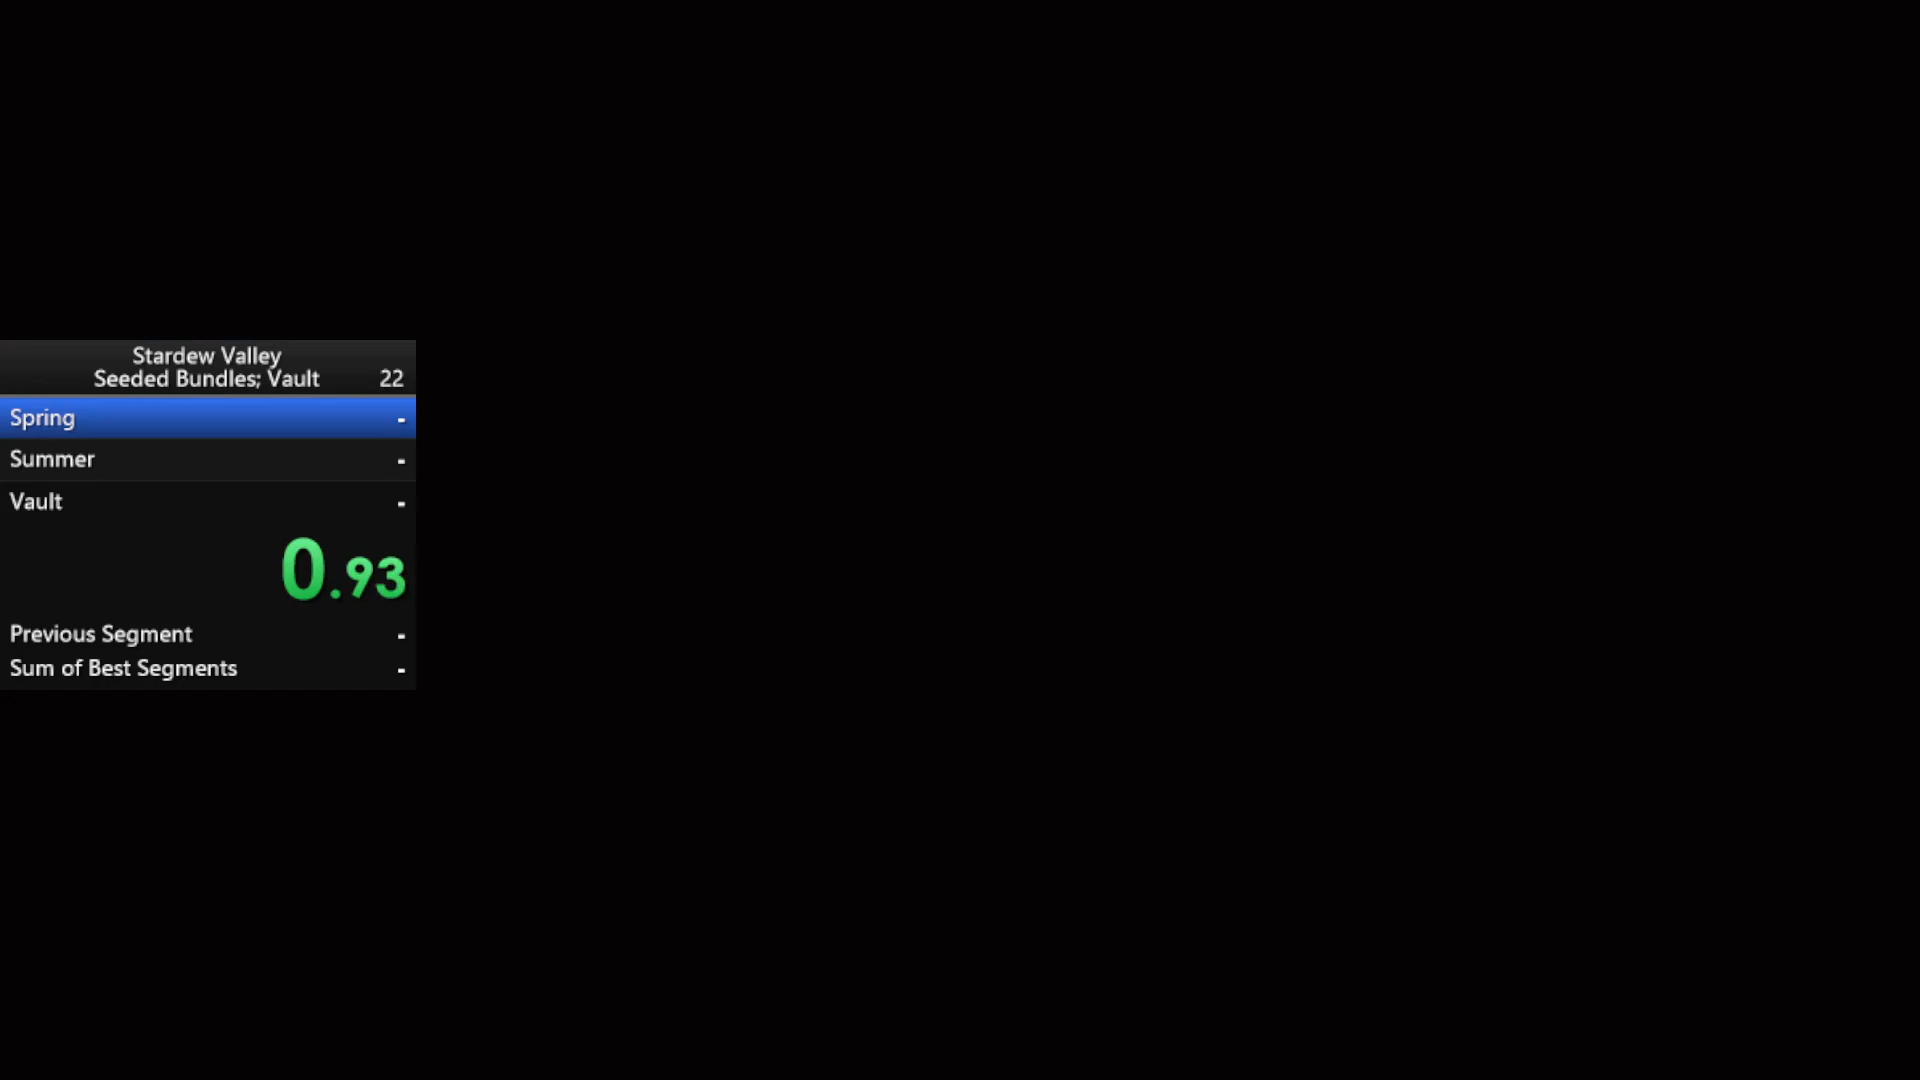 Stardew Valley
Seeded Bundles; Vault 22
Spring -
Summer -
Vault -
0.93
Previous Segment -
Sum of Best Segments -